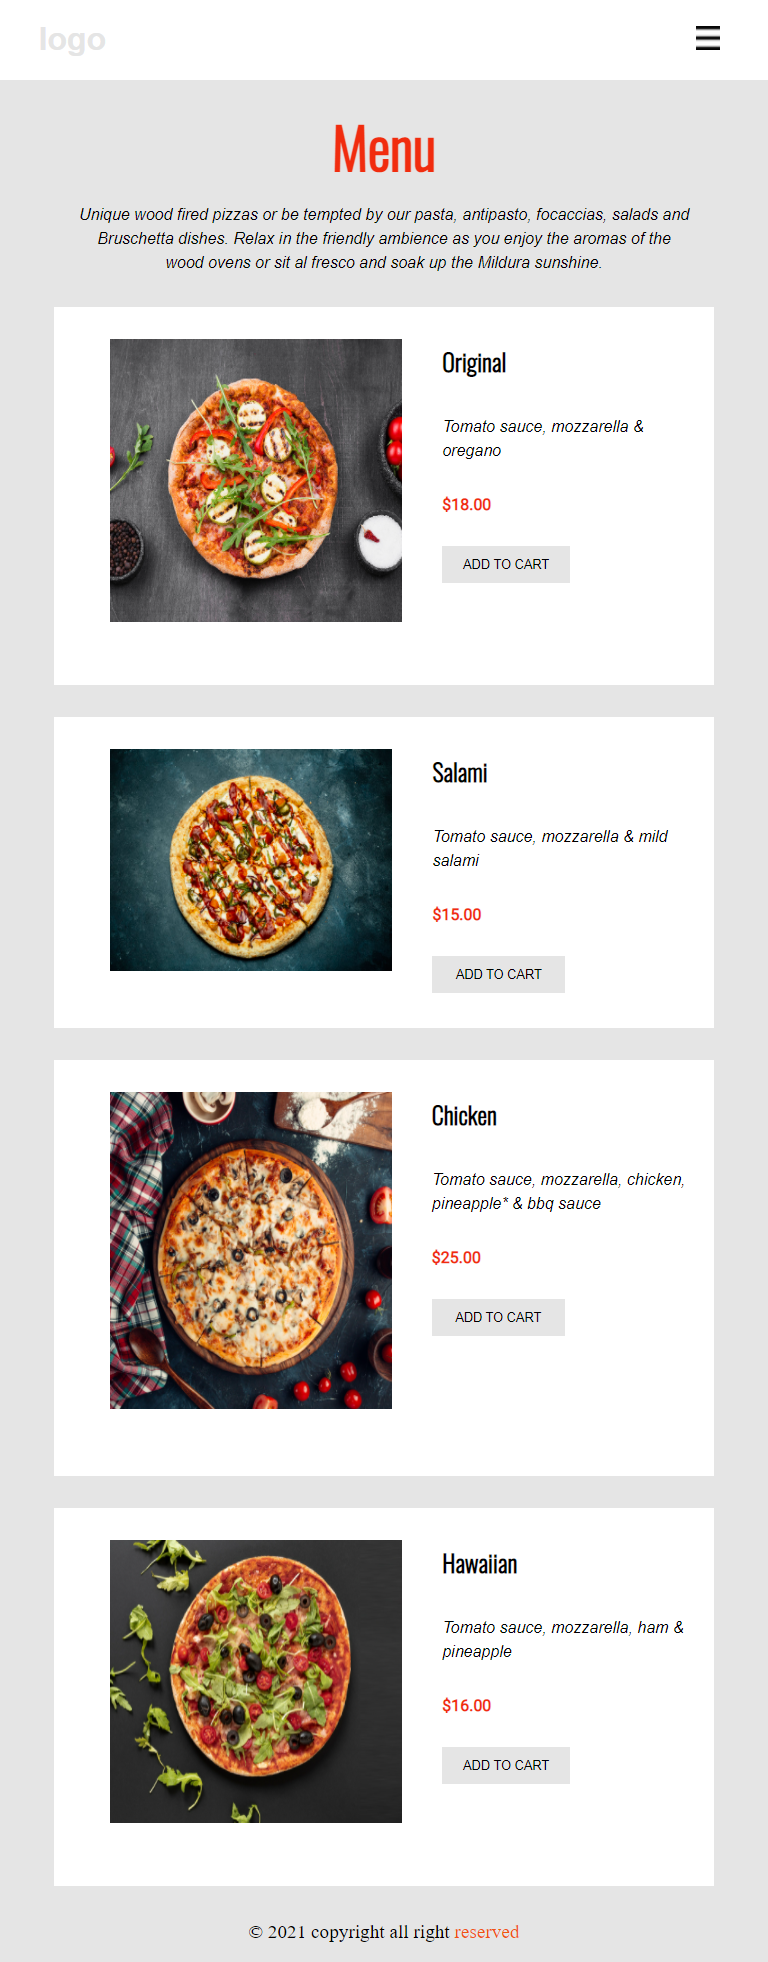 logo
Menu
Unique wood fired pizzas or be tempted by our pasta, antipasto, focaccias, salads and
Bruschetta dishes. Relax in the friendly ambience as you enjoy the aromas of the
wood ovens or sit al fresco and soak up the Mildura sunshine.
Original
Tomato sauce, mozzarella &
oregano
$18.00
ADD TO CART
Salami
Tomato sauce, mozzarella & mild
salami
$15.00
ADD TO CART
Chicken
Tomato sauce, mozzarella, chicken,
pineapple* & bbq sauce
$25.00
ADD TO CART
Hawaiian
Tomato sauce, mozzarella, ham &
pineapple
$16.00
ADD TO CART
© 2021 copyright all right reserved